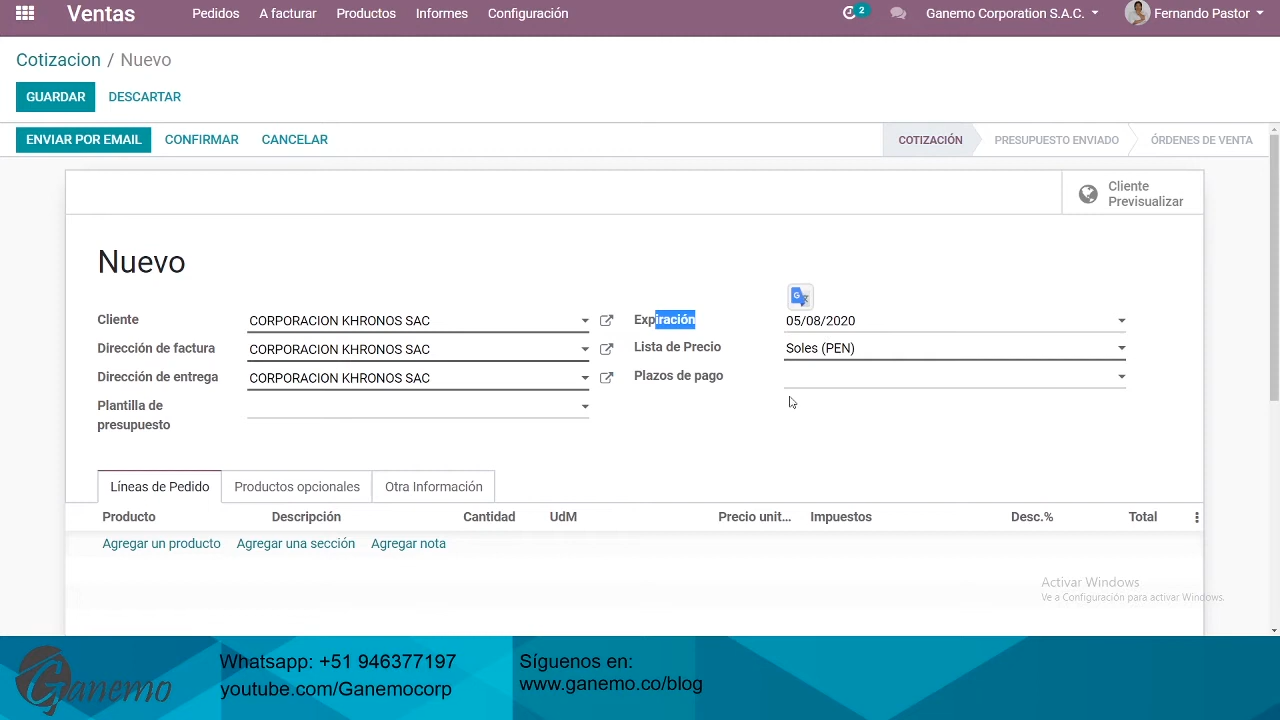 Ventas
Pedidos A facturar Productos Informes Configuración
2
Ganemo Corporation S.A.C. Fernando Pastor
Cotizacion / Nuevo
GUARDAR DESCARTAR
ENVIAR POR EMAIL CONFIRMAR CANCELAR
COTIZACIÓN PRESUPUESTO ENVIADO ÓRDENES DE VENTA
Cliente
Previsualizar
Nuevo
Cliente CORPORACION KHRONOS SAC
Dirección de factura CORPORACION KHRONOS SAC
Dirección de entrega CORPORACION KHRONOS SAC
Plantilla de
presupuesto
Expiración 05/08/2020
Lista de Precio Soles (PEN)
Plazos de pago
Líneas de Pedido Productos opcionales Otra Información
Producto Descripción Cantidad UdM Precio unit... Impuestos Desc.% Total
Agregar un producto Agregar una sección Agregar nota
Activar Windows
Ve a Configuración para activar Windows.
Ganemo
Whatsapp: +51 946377197
youtube.com/Ganemocorp
Síguenos en:
www.ganemo.co/blog